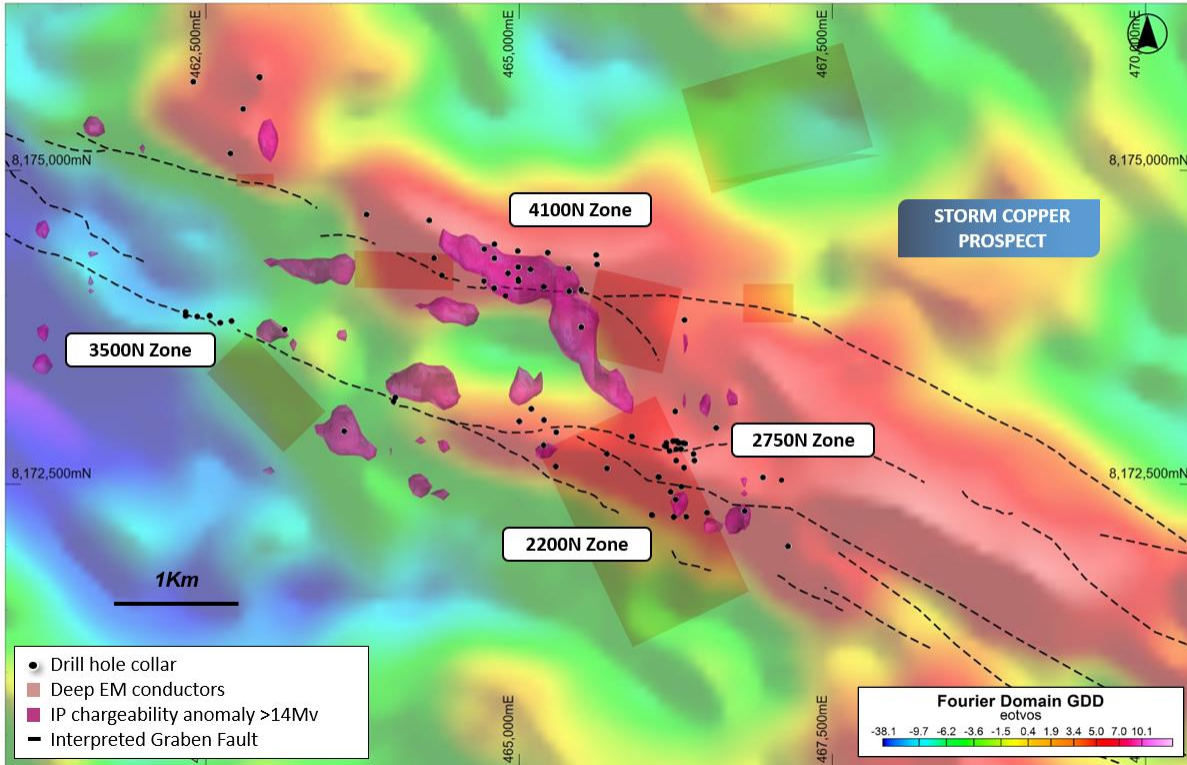 462,500mE
465,000mE
467,500mE
470,000mE
8,175,000mN
8,175,000mN
4100N Zone
STORM COPPER
PROSPECT
3500N Zone
2750N Zone
8,172,500mN
8,172,500mN
2200N Zone
1Km
Drill hole collar
Deep EM conductors
IP chargeability anomaly >14Mv
Interpreted Graben Fault
465,000mE
467,500mE
Fourier Domain GDD
eotvos
-38.1 -9.7 -6.2 -3.6 -1.5 0.4 1.9 3.4 5.0 7.0 10.1